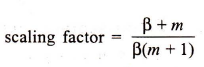 scaling factor = β + m / β(m + 1)